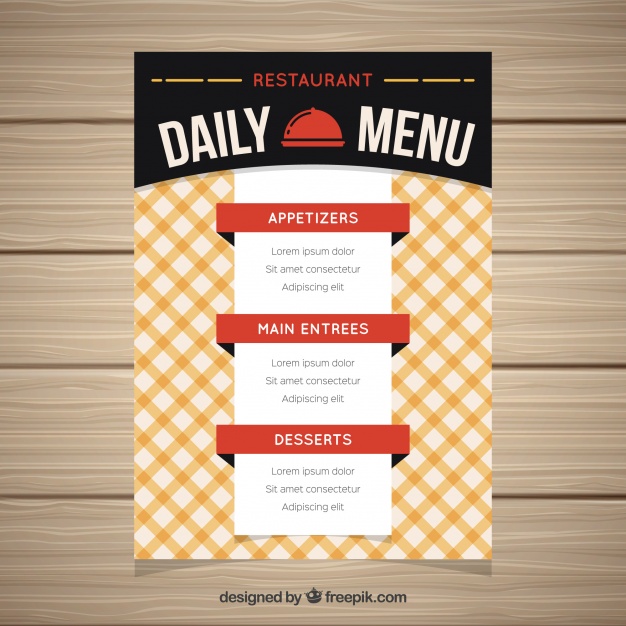 RESTAURANT
DAILY MENU
APPETIZERS
Lorem ipsum dolor
Sit amet consectetur
Adipiscing elit
MAIN ENTREES
Lorem ipsum dolor
Sit amet consectetur
Adipiscing elit
DESSERTS
Lorem ipsum dolor
Sit amet consectetur
Adipiscing elit
designed by freepik.com